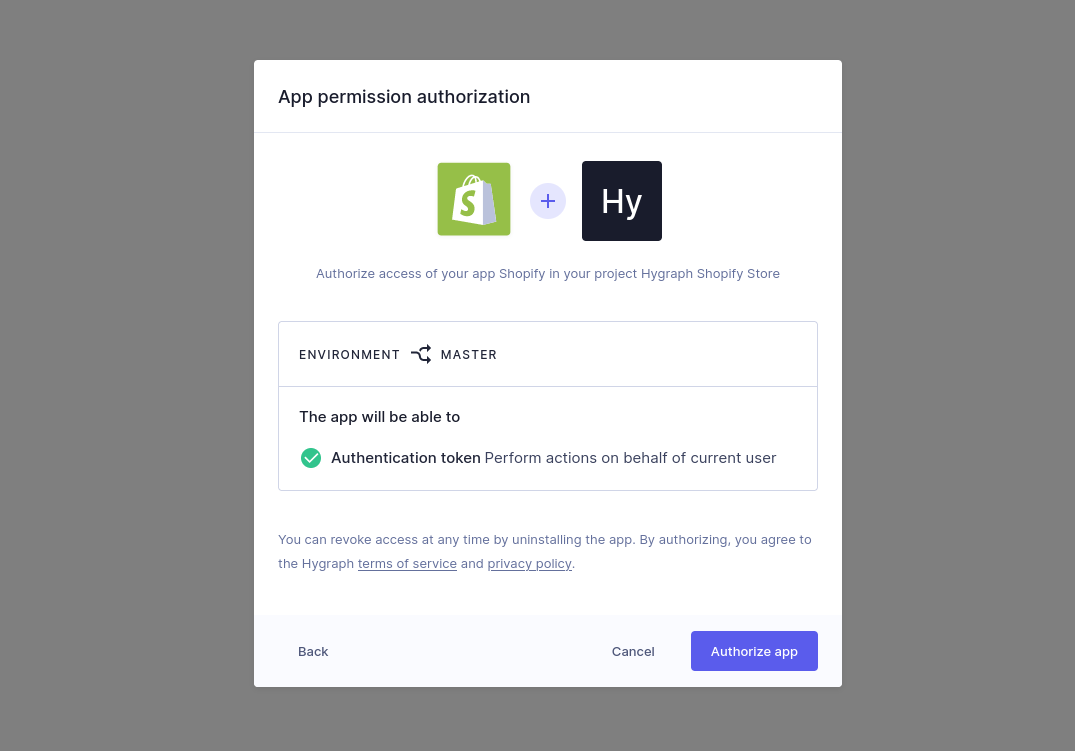 App permission authorization
S
Hy
Authorize access of your app Shopify in your project Hygraph Shopify Store
ENVIRONMENT MASTER
The app will be able to
Authentication token Perform actions on behalf of current user
You can revoke access at any time by uninstalling the app. By authorizing, you agree to
the Hygraph terms of service and privacy policy.
Back Cancel Authorize app